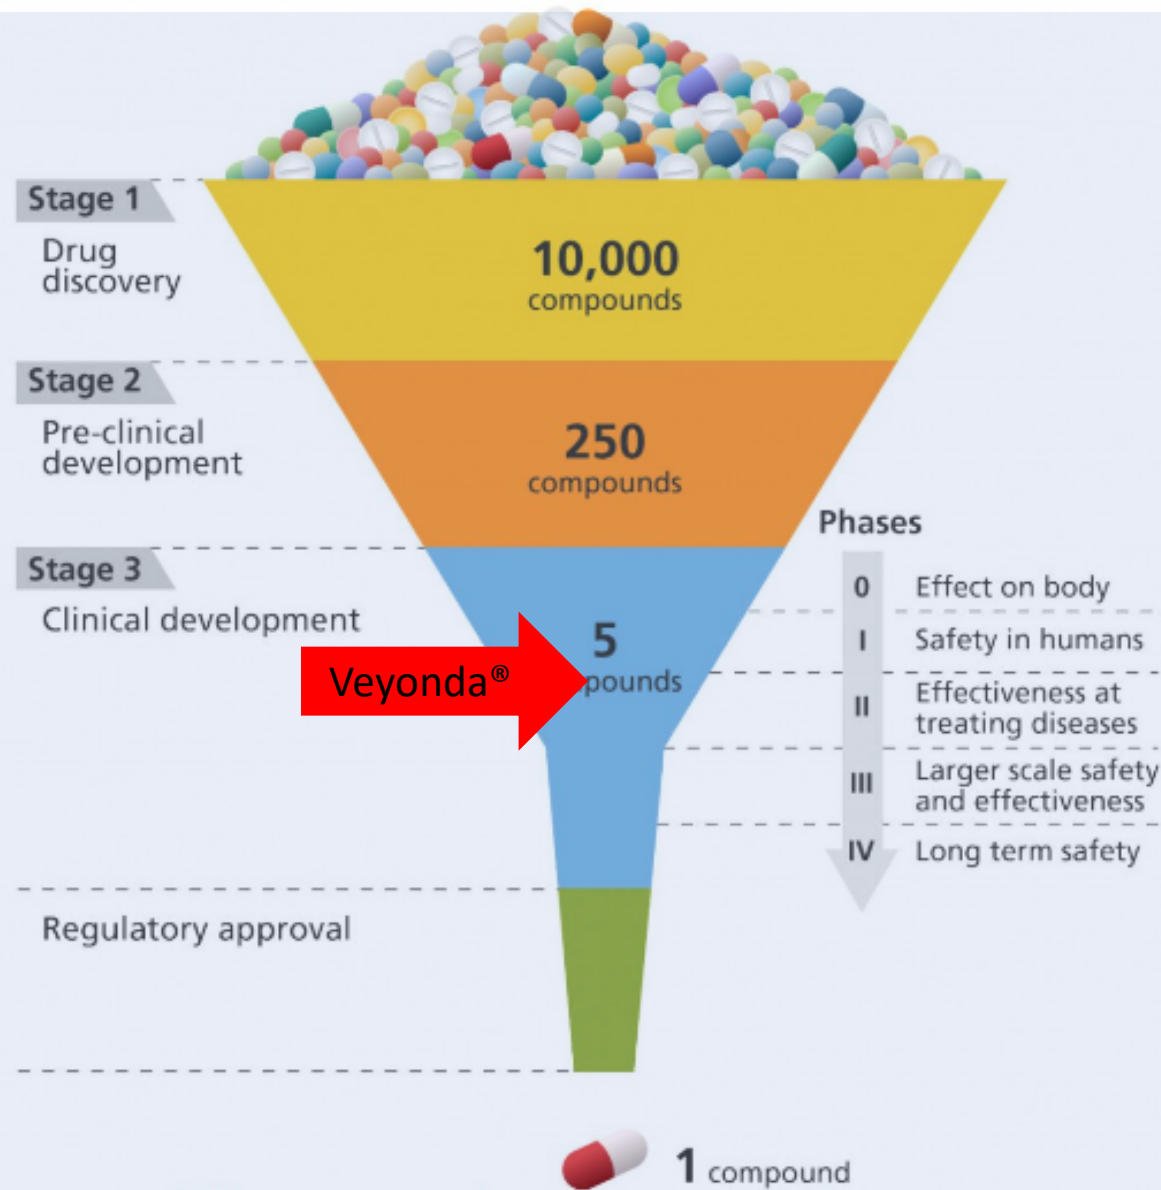 Stage 1
Drug
discovery
10,000
compounds
Stage 2
Pre-clinical
development
250
compounds
Stage 3
Clinical development
5
pounds
Veyonda®
Phases
0 Effect on body
I Safety in humans
II Effectiveness at
treating diseases
III Larger scale safety
and effectiveness
IV Long term safety
Regulatory approval
1 compound